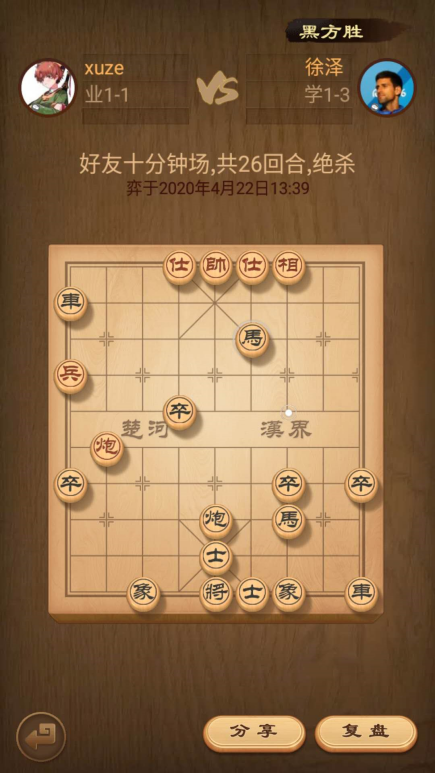 黑方胜
xuze
徐泽
业1-1
VS
学1-3
好友十分钟场,共26回合,绝杀
弈于2020年4月22日13:39
仕 帥 仕 相
車
馬
兵
卒
楚河 漢界
炮
卒 卒 卒
炮 馬
士
象 將 士 象 車
分享 复盘